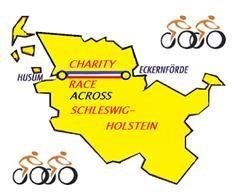 CHARITY
HUSUM
ECKERNFÖRDE
RACE
ACROSS
SCHLESWIG-
HOLSTEIN